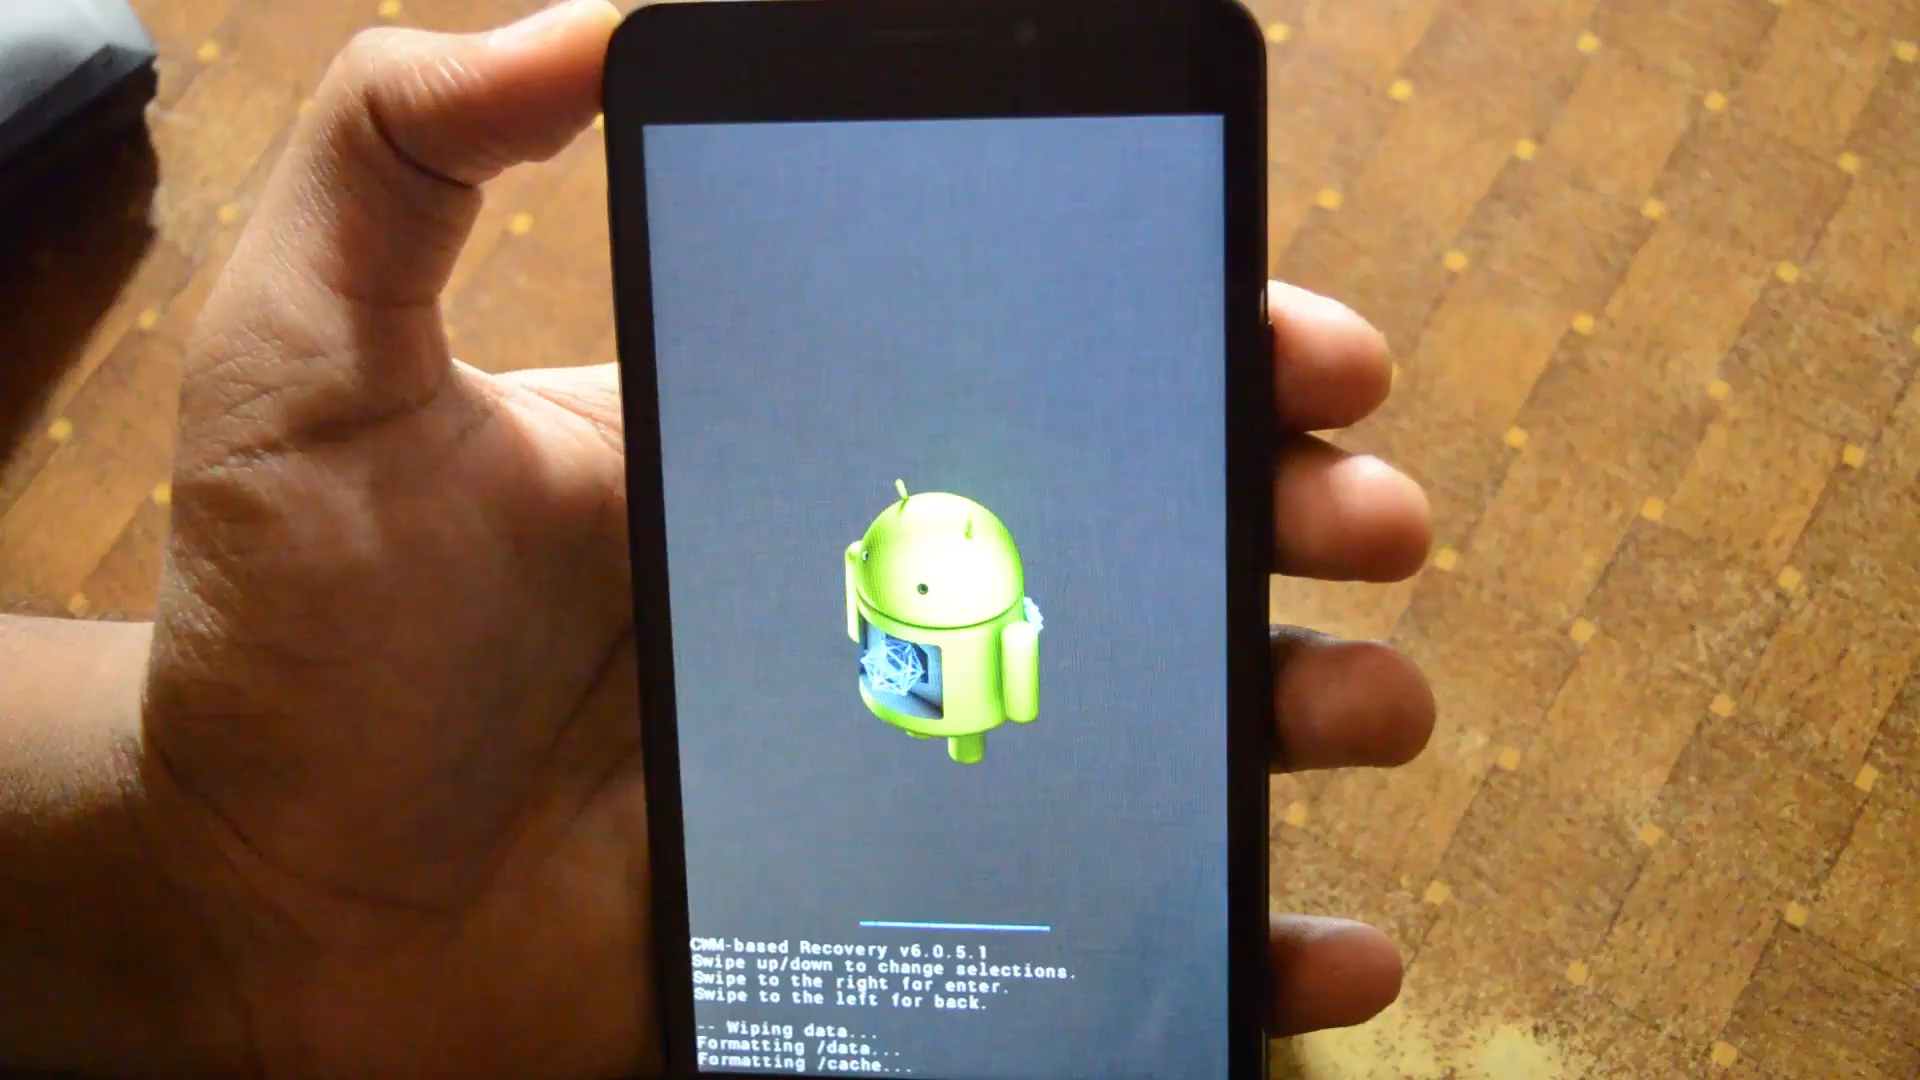 CWM-based Recovery v6.0.5.1
Swipe up/down to change selections.
Swipe to the right for enter.
Swipe to the left for back.
-- Wiping data...
Formatting /data...
Formatting /cache...